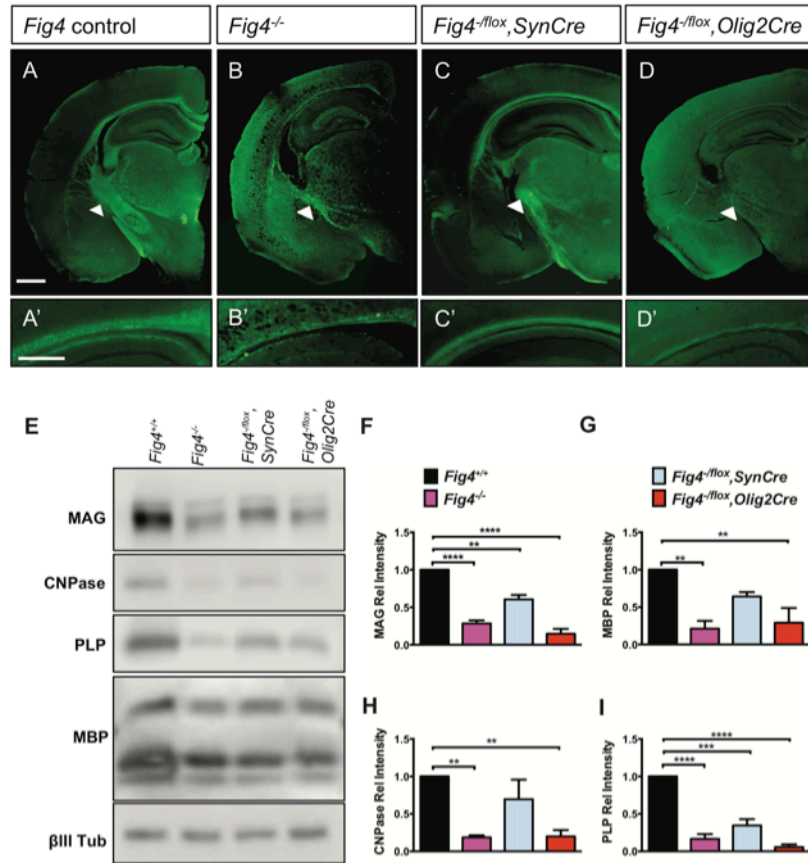 Fig4 control Fig4-/- Fig4-/flox,SynCre Fig4-/flox,Olig2Cre
A B C D
A' B' C' D'
E F G
Fig4+/+ Fig4-/- Fig4-/flox, SynCre Fig4-/flox, Olig2Cre
MAG
CNPase
PLP
MBP
βIII Tub
Fig4+/+ Fig4-/flox,SynCre
Fig4-/- Fig4-/flox,Olig2Cre
MAG Rel Intensity
1.5
1.0
0.5
0.0
****
**
****
MBP Rel Intensity
1.5
1.0
0.5
0.0
**
**
H I
CNPase Rel Intensity
1.5
1.0
0.5
0.0
**
**
PLP Rel Intensity
1.5
1.0
0.5
0.0
****
***
****